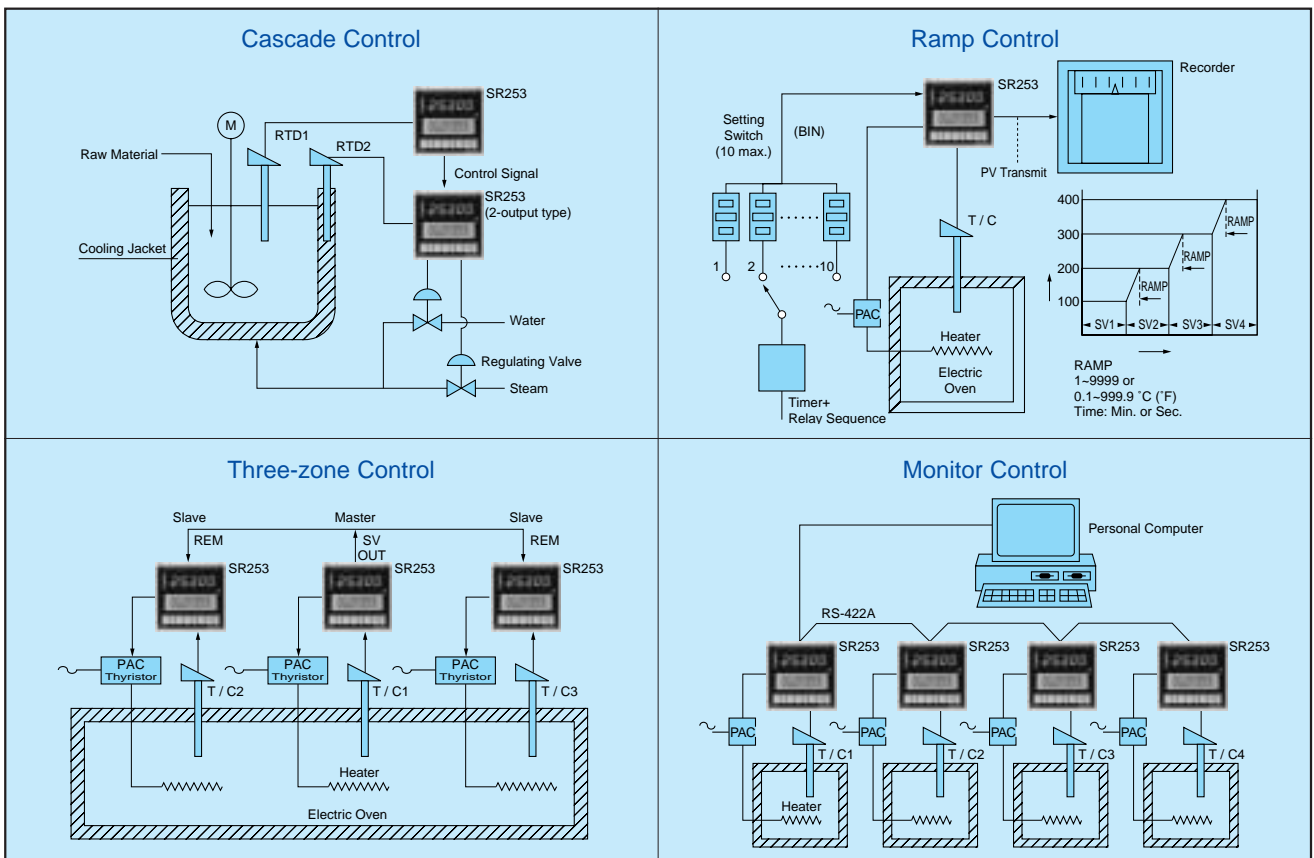 Cascade Control
SR253
M
RTD1
RTD2
Raw Material
Control Signal
SR253
(2-output type)
Cooling Jacket
Water
Regulating Valve
Steam
Ramp Control
Recorder
SR253
Setting
Switch
(10 max.)
(BIN)
PV Transmit
T / C
1
2
······10
PAC
Heater
Electric
Oven
Timer+
Relay Sequence
400
300
200
100
RAMP
RAMP
RAMP
SV1
SV2
SV3
SV4
RAMP
1~9999 or
0.1~999.9 ˚C (˚F)
Time: Min. or Sec.
Three-zone Control
Slave
Master
Slave
REM
SV
OUT
REM
SR253
SR253
SR253
PAC
Thyristor
PAC
Thyristor
PAC
Thyristor
T / C2
T / C1
T / C3
Heater
Electric Oven
Monitor Control
Personal Computer
RS-422A
SR253
SR253
SR253
SR253
PAC
PAC
PAC
PAC
T / C1
T / C2
T / C3
T / C4
Heater